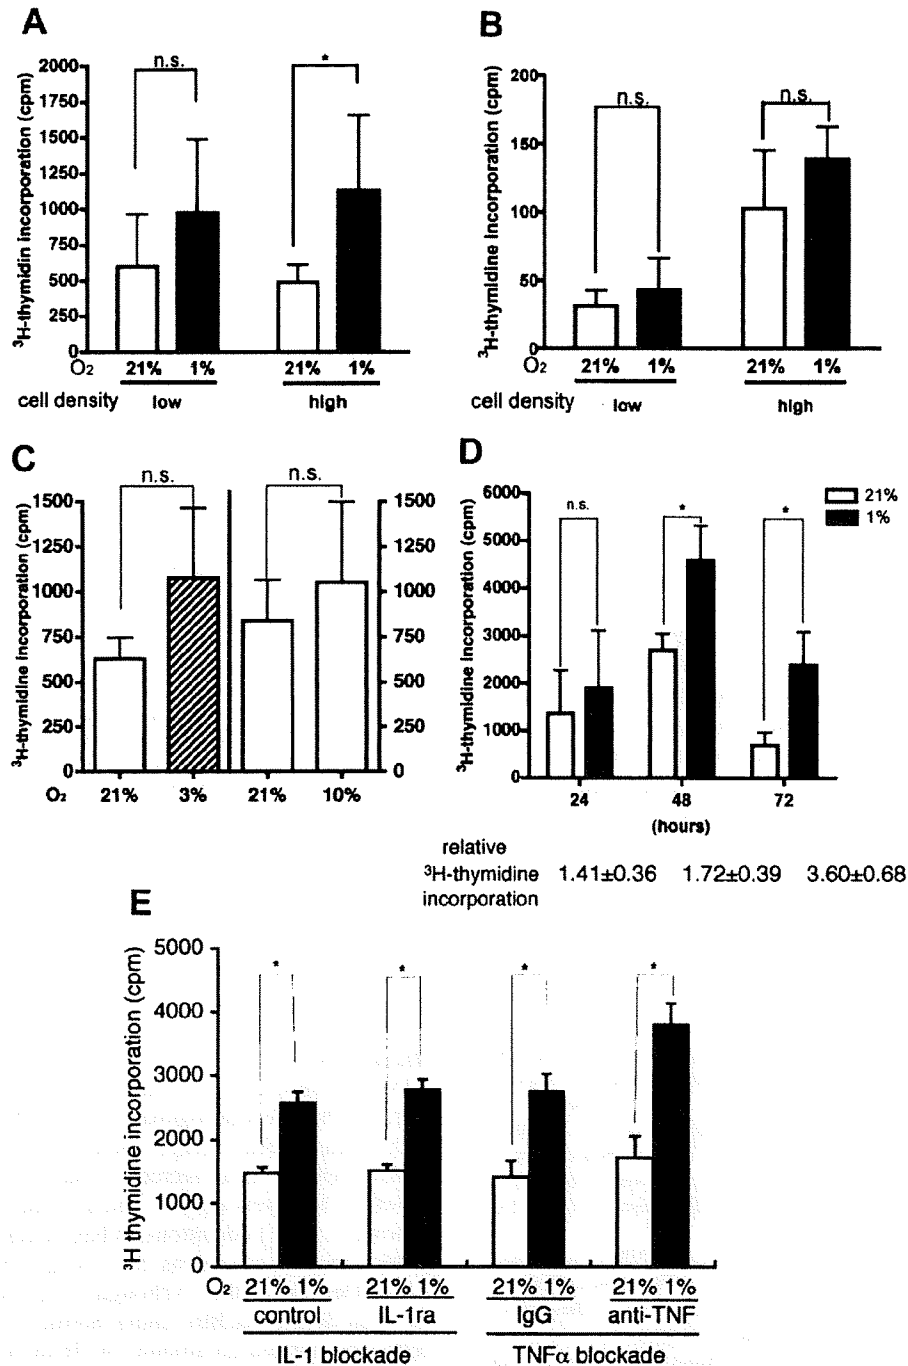 A
³H-thymidin incorporation (cpm)
2000
1750
1500
1250
1000
750
500
250
0
n.s.
*
O₂ 21% 1% 21% 1%
cell density low high
B
³H-thymidine incorporation (cpm)
200
150
100
50
0
n.s.
n.s.
O₂ 21% 1% 21% 1%
cell density low high
C
³H-thymidine incorporation (cpm)
1500
1250
1000
750
500
250
0
n.s.
n.s.
1500
1250
1000
750
500
250
0
O₂ 21% 3% 21% 10%
D
³H-thymidine incorporation (cpm)
6000
5000
4000
3000
2000
1000
0
n.s.
*
*
21%
1%
24 48 72
(hours)
relative
³H-thymidine 1.41±0.36 1.72±0.39 3.60±0.68
incorporation
E
³H thymidine incorporation (cpm)
5000
4000
3000
2000
1000
0
*
*
*
*
O₂ 21% 1% 21% 1% 21% 1% 21% 1%
control IL-1ra IgG anti-TNF
IL-1 blockade TNFα blockade